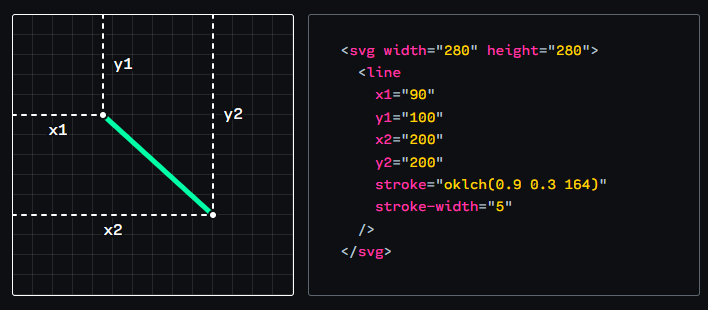 y1
y2
x1
x2
<svg width="280" height="280">
<line
x1="90"
y1="100"
x2="200"
y2="200"
stroke="oklch(0.9 0.3 164)"
stroke-width="5"
/>
</svg>